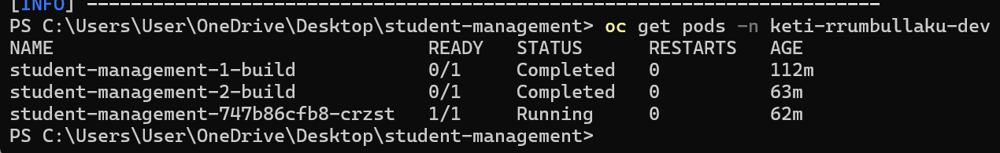 [INFO] ------------------------------------------------------------------------
PS C:\Users\User\OneDrive\Desktop\student-management> oc get pods -n keti-rrumbullaku-dev
NAME READY STATUS RESTARTS AGE
student-management-1-build 0/1 Completed 0 112m
student-management-2-build 0/1 Completed 0 63m
student-management-747b86cfb8-crzst 1/1 Running 0 62m
PS C:\Users\User\OneDrive\Desktop\student-management>